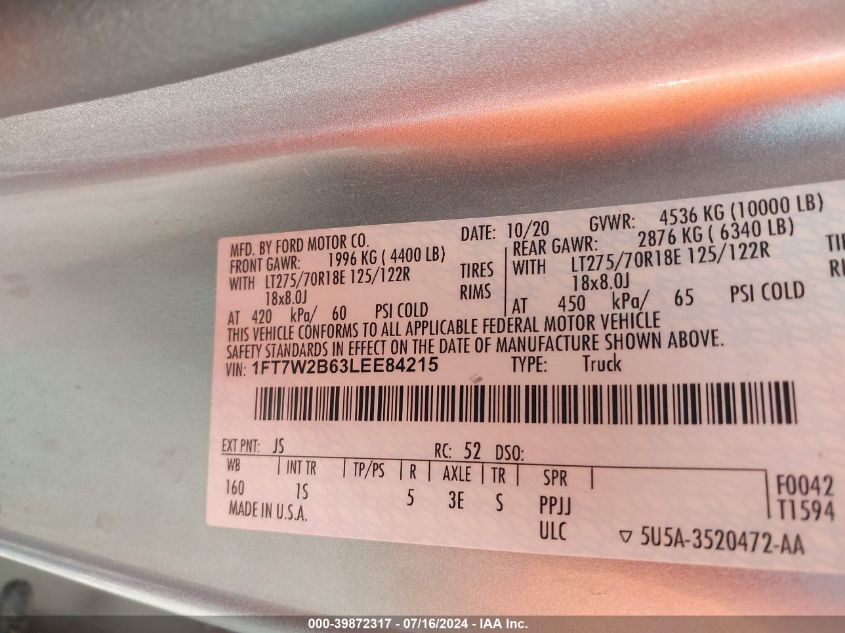 MFD. BY FORD MOTOR CO. DATE: 10/20 GVWR: 4536 KG (10000 LB)
FRONT GAWR: 1996 KG ( 4400 LB) REAR GAWR: 2876 KG ( 6340 LB)
WITH LT275/70R18E 125/122R TIRES WITH LT275/70R18E 125/122R
18x8.0J RIMS 18x8.0J
AT 420 kPa/ 60 PSI COLD AT 450 kPa/ 65 PSI COLD
THIS VEHICLE CONFORMS TO ALL APPLICABLE FEDERAL MOTOR VEHICLE
SAFETY STANDARDS IN EFFECT ON THE DATE OF MANUFACTURE SHOWN ABOVE.
VIN: 1FT7W2B63LEE84215 TYPE: Truck
EXT PNT: JS RC: 52 DSO:
WB INT TR TP/PS R AXLE TR SPR F0042
160 1S 5 3E S PPJJ T1594
MADE IN U.S.A. ULC ▽ 5U5A-3520472-AA
000-39872317 - 07/16/2024 - IAA Inc.